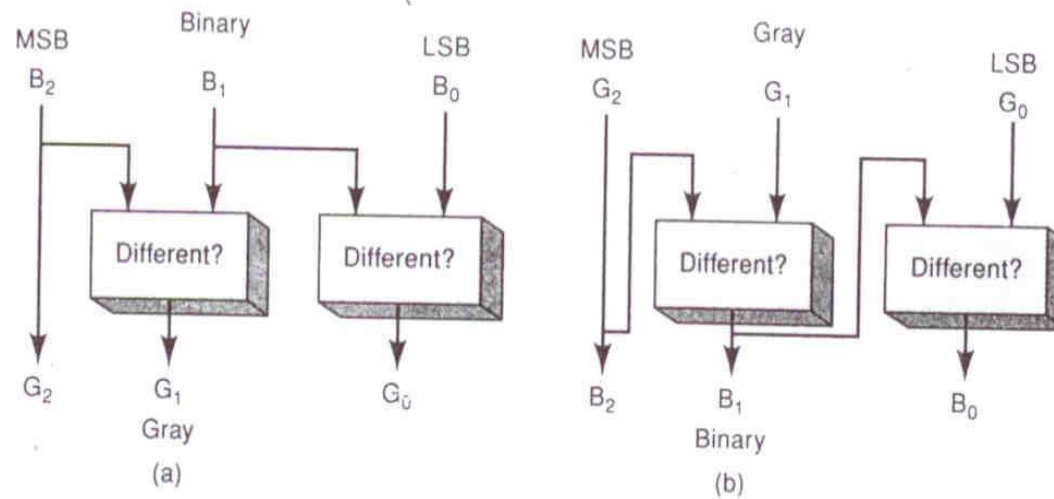 Binary
MSB
LSB
B₂
B₁
B₀
Different?
Different?
G₂
G₁
G₀
Gray
(a)
Gray
MSB
LSB
G₂
G₁
G₀
Different?
Different?
B₂
B₁
B₀
Binary
(b)